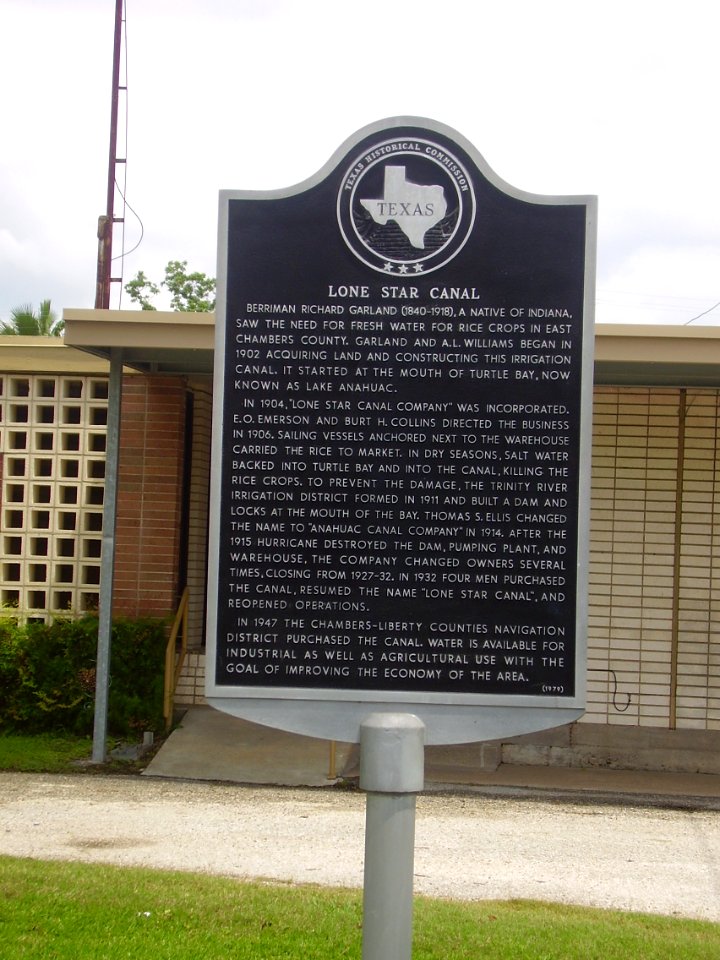 TEXAS HISTORICAL COMMISSION
TEXAS
LONE STAR CANAL
BERRIMAN RICHARD GARLAND (1840-1918), A NATIVE OF INDIANA,
SAW THE NEED FOR FRESH WATER FOR RICE CROPS IN EAST
CHAMBERS COUNTY. GARLAND AND A.L. WILLIAMS BEGAN IN
1902 ACQUIRING LAND AND CONSTRUCTING THIS IRRIGATION
CANAL. IT STARTED AT THE MOUTH OF TURTLE BAY, NOW
KNOWN AS LAKE ANAHUAC.
IN 1904, "LONE STAR CANAL COMPANY" WAS INCORPORATED.
E.O. EMERSON AND BURT H. COLLINS DIRECTED THE BUSINESS
IN 1906. SAILING VESSELS ANCHORED NEXT TO THE WAREHOUSE
CARRIED THE RICE TO MARKET. IN DRY SEASONS, SALT WATER
BACKED INTO TURTLE BAY AND INTO THE CANAL, KILLING THE
RICE CROPS. TO PREVENT THE DAMAGE, THE TRINITY RIVER
IRRIGATION DISTRICT FORMED IN 1911 AND BUILT A DAM AND
LOCKS AT THE MOUTH OF THE BAY. THOMAS S. ELLIS CHANGED
THE NAME TO "ANAHUAC CANAL COMPANY" IN 1914. AFTER THE
1915 HURRICANE DESTROYED THE DAM, PUMPING PLANT, AND
WAREHOUSE, THE COMPANY CHANGED OWNERS SEVERAL
TIMES, CLOSING FROM 1927-32. IN 1932 FOUR MEN PURCHASED
THE CANAL, RESUMED THE NAME "LONE STAR CANAL", AND
REOPENED OPERATIONS.
IN 1947 THE CHAMBERS-LIBERTY COUNTIES NAVIGATION
DISTRICT PURCHASED THE CANAL. WATER IS AVAILABLE FOR
INDUSTRIAL AS WELL AS AGRICULTURAL USE WITH THE
GOAL OF IMPROVING THE ECONOMY OF THE AREA.
(1979)